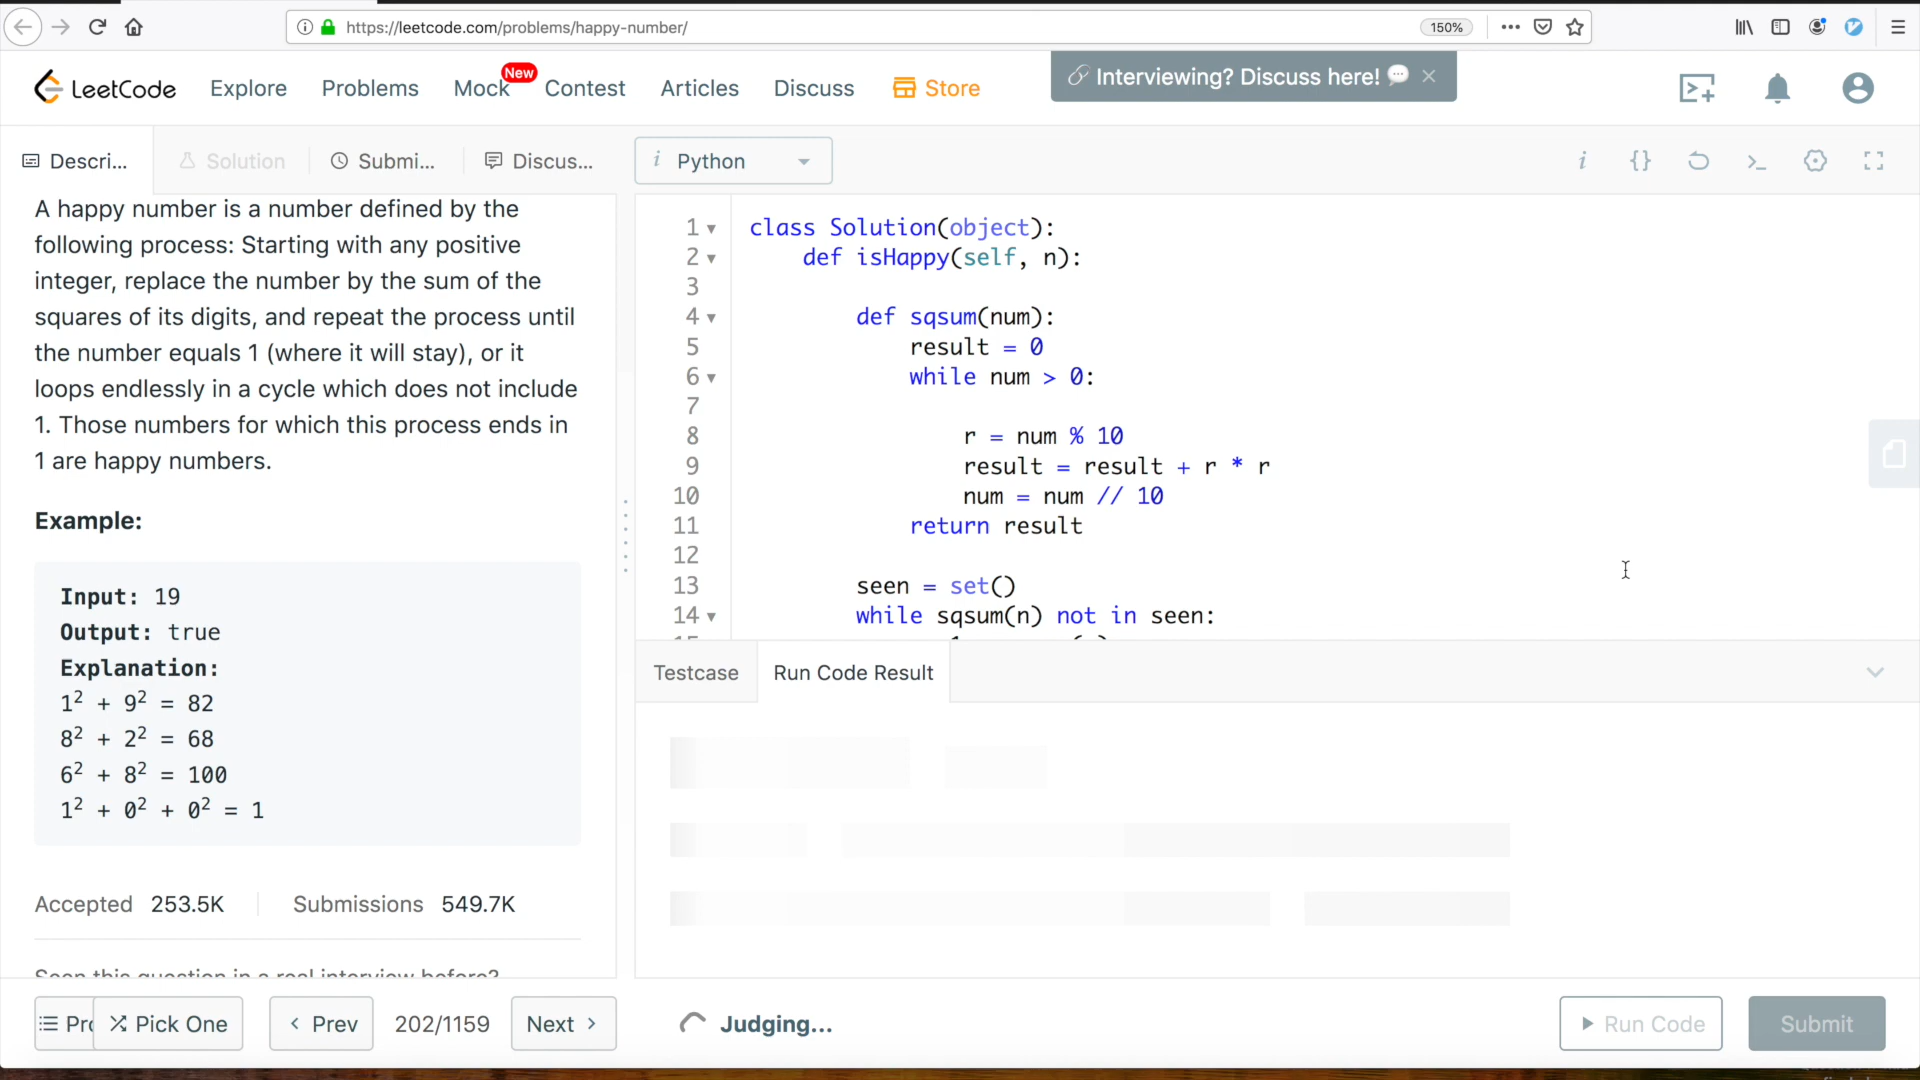 https://leetcode.com/problems/happy-number/
150%
LeetCode
Explore
Problems
Mock
New
Contest
Articles
Discuss
Store
Interviewing? Discuss here!
Descri...
Solution
Submi...
Discus...
i Python
A happy number is a number defined by the
following process: Starting with any positive
integer, replace the number by the sum of the
squares of its digits, and repeat the process until
the number equals 1 (where it will stay), or it
loops endlessly in a cycle which does not include
1. Those numbers for which this process ends in
1 are happy numbers.
Example:
Input: 19
Output: true
Explanation:
1² + 9² = 82
8² + 2² = 68
6² + 8² = 100
1² + 0² + 0² = 1
Accepted 253.5K
Submissions 549.7K
Seen this question in a real interview before?
1 class Solution(object):
2 def isHappy(self, n):
3
4 def sqsum(num):
5 result = 0
6 while num > 0:
7
8 r = num % 10
9 result = result + r * r
10 num = num // 10
11 return result
12
13 seen = set()
14 while sqsum(n) not in seen:
15
Testcase
Run Code Result
Pick One
Prev
202/1159
Next
Judging...
Run Code
Submit